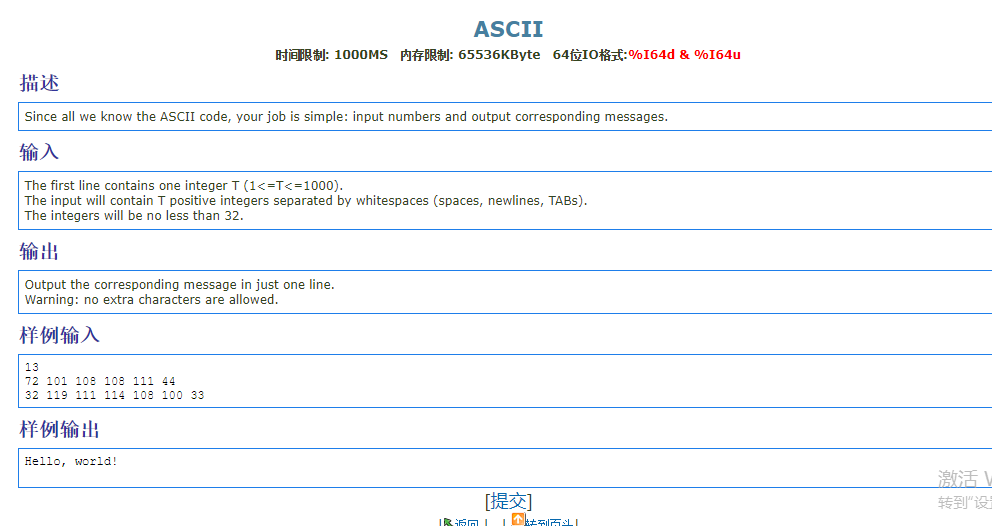 ASCII
时间限制: 1000MS 内存限制: 65536KByte 64位IO格式:%I64d & %I64u
描述
Since all we know the ASCII code, your job is simple: input numbers and output corresponding messages.
输入
The first line contains one integer T (1<=T<=1000).
The input will contain T positive integers separated by whitespaces (spaces, newlines, TABs).
The integers will be no less than 32.
输出
Output the corresponding message in just one line.
Warning: no extra characters are allowed.
样例输入
13
72 101 108 108 111 44
32 119 111 114 108 100 33
样例输出
Hello, world!
激活
转到"设
[提交]
|返回 | |转到页头|